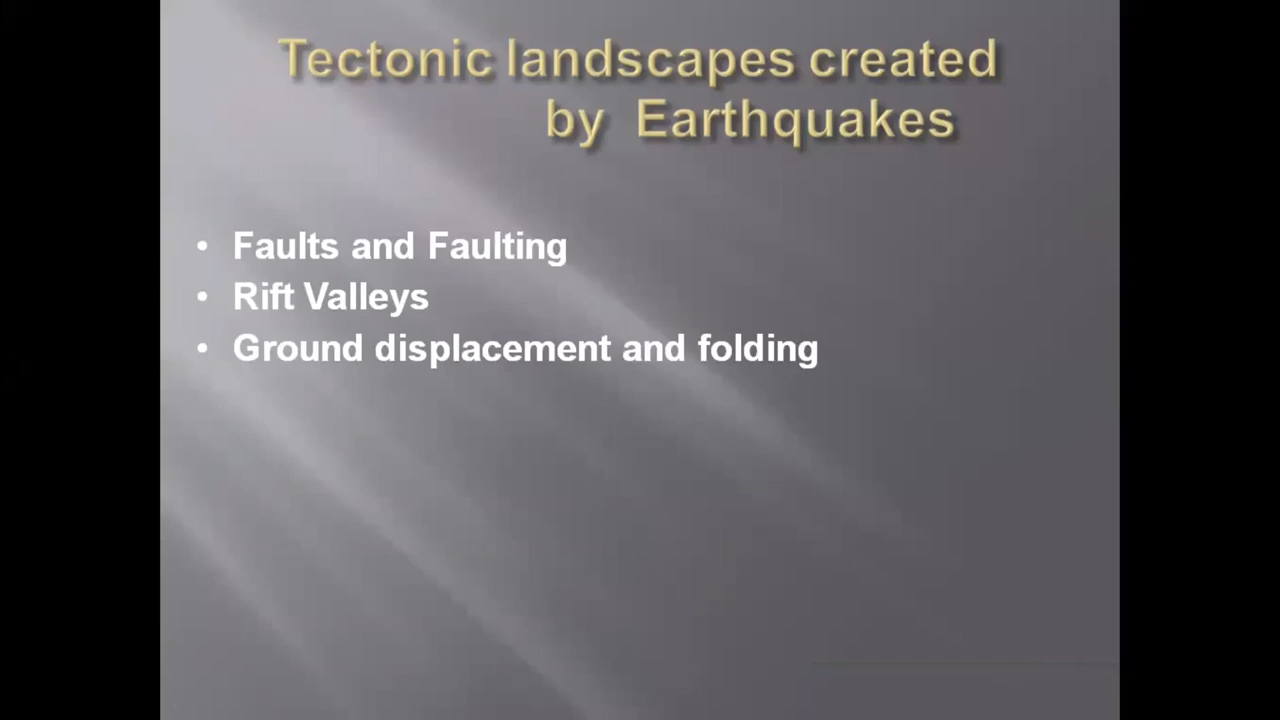 Tectonic landscapes created
by Earthquakes
• Faults and Faulting
• Rift Valleys
• Ground displacement and folding